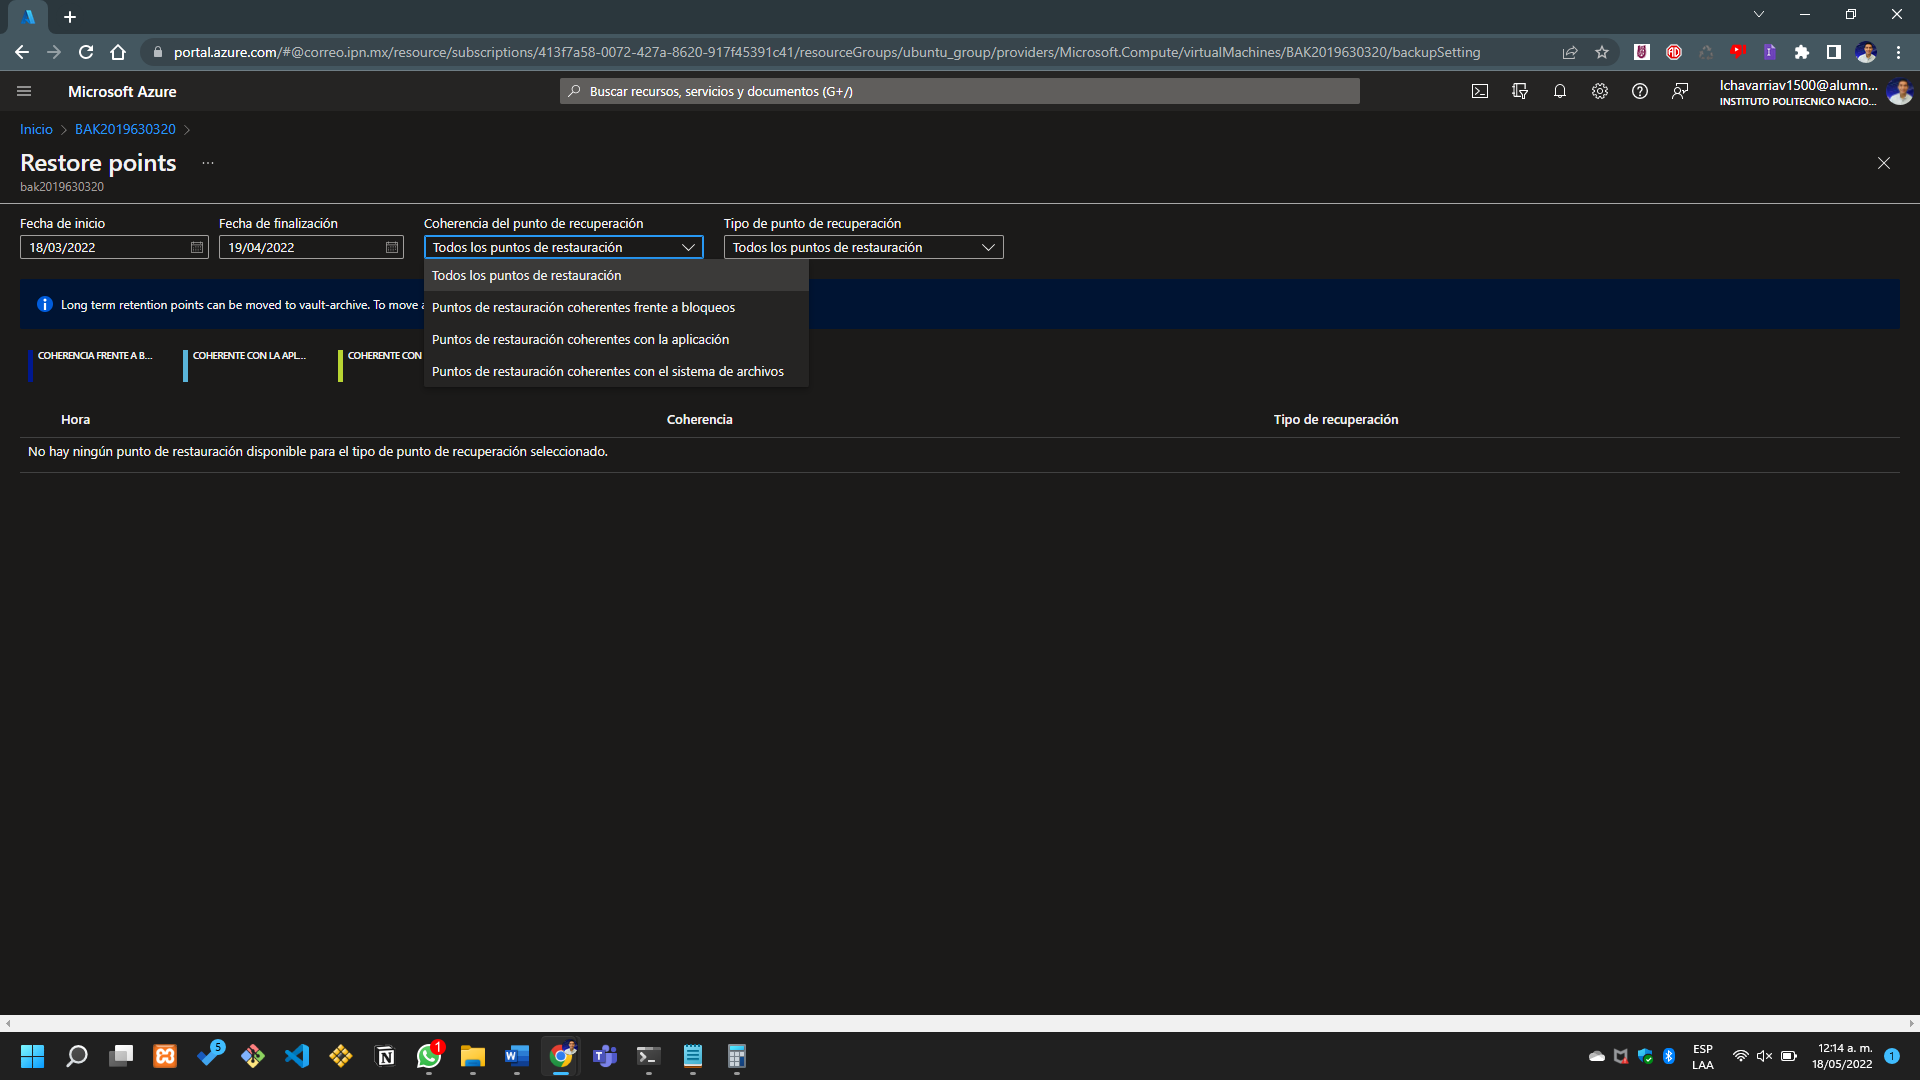 portal.azure.com/#@correo.ipn.mx/resource/subscriptions/413f7a58-0072-427a-8620-917f45391c41/resourceGroups/ubuntu_group/providers/Microsoft.Compute/virtualMachines/BAK2019630320/backupSetting
Microsoft Azure
Buscar recursos, servicios y documentos (G+/)
lchavarriav1500@alumn...
INSTITUTO POLITECNICO NACIO...
Inicio > BAK2019630320 >
Restore points ...
bak2019630320
Fecha de inicio
Fecha de finalización
Coherencia del punto de recuperación
Tipo de punto de recuperación
18/03/2022
19/04/2022
Todos los puntos de restauración
Todos los puntos de restauración
Todos los puntos de restauración
Puntos de restauración coherentes frente a bloqueos
Puntos de restauración coherentes con la aplicación
Puntos de restauración coherentes con el sistema de archivos
Long term retention points can be moved to vault-archive. To move
COHERENCIA FRENTE A B...
COHERENTE CON LA APL...
COHERENTE CON
Hora
Coherencia
Tipo de recuperación
No hay ningún punto de restauración disponible para el tipo de punto de recuperación seleccionado.
5
1
ESP
LAA
12:14 a. m.
18/05/2022
1